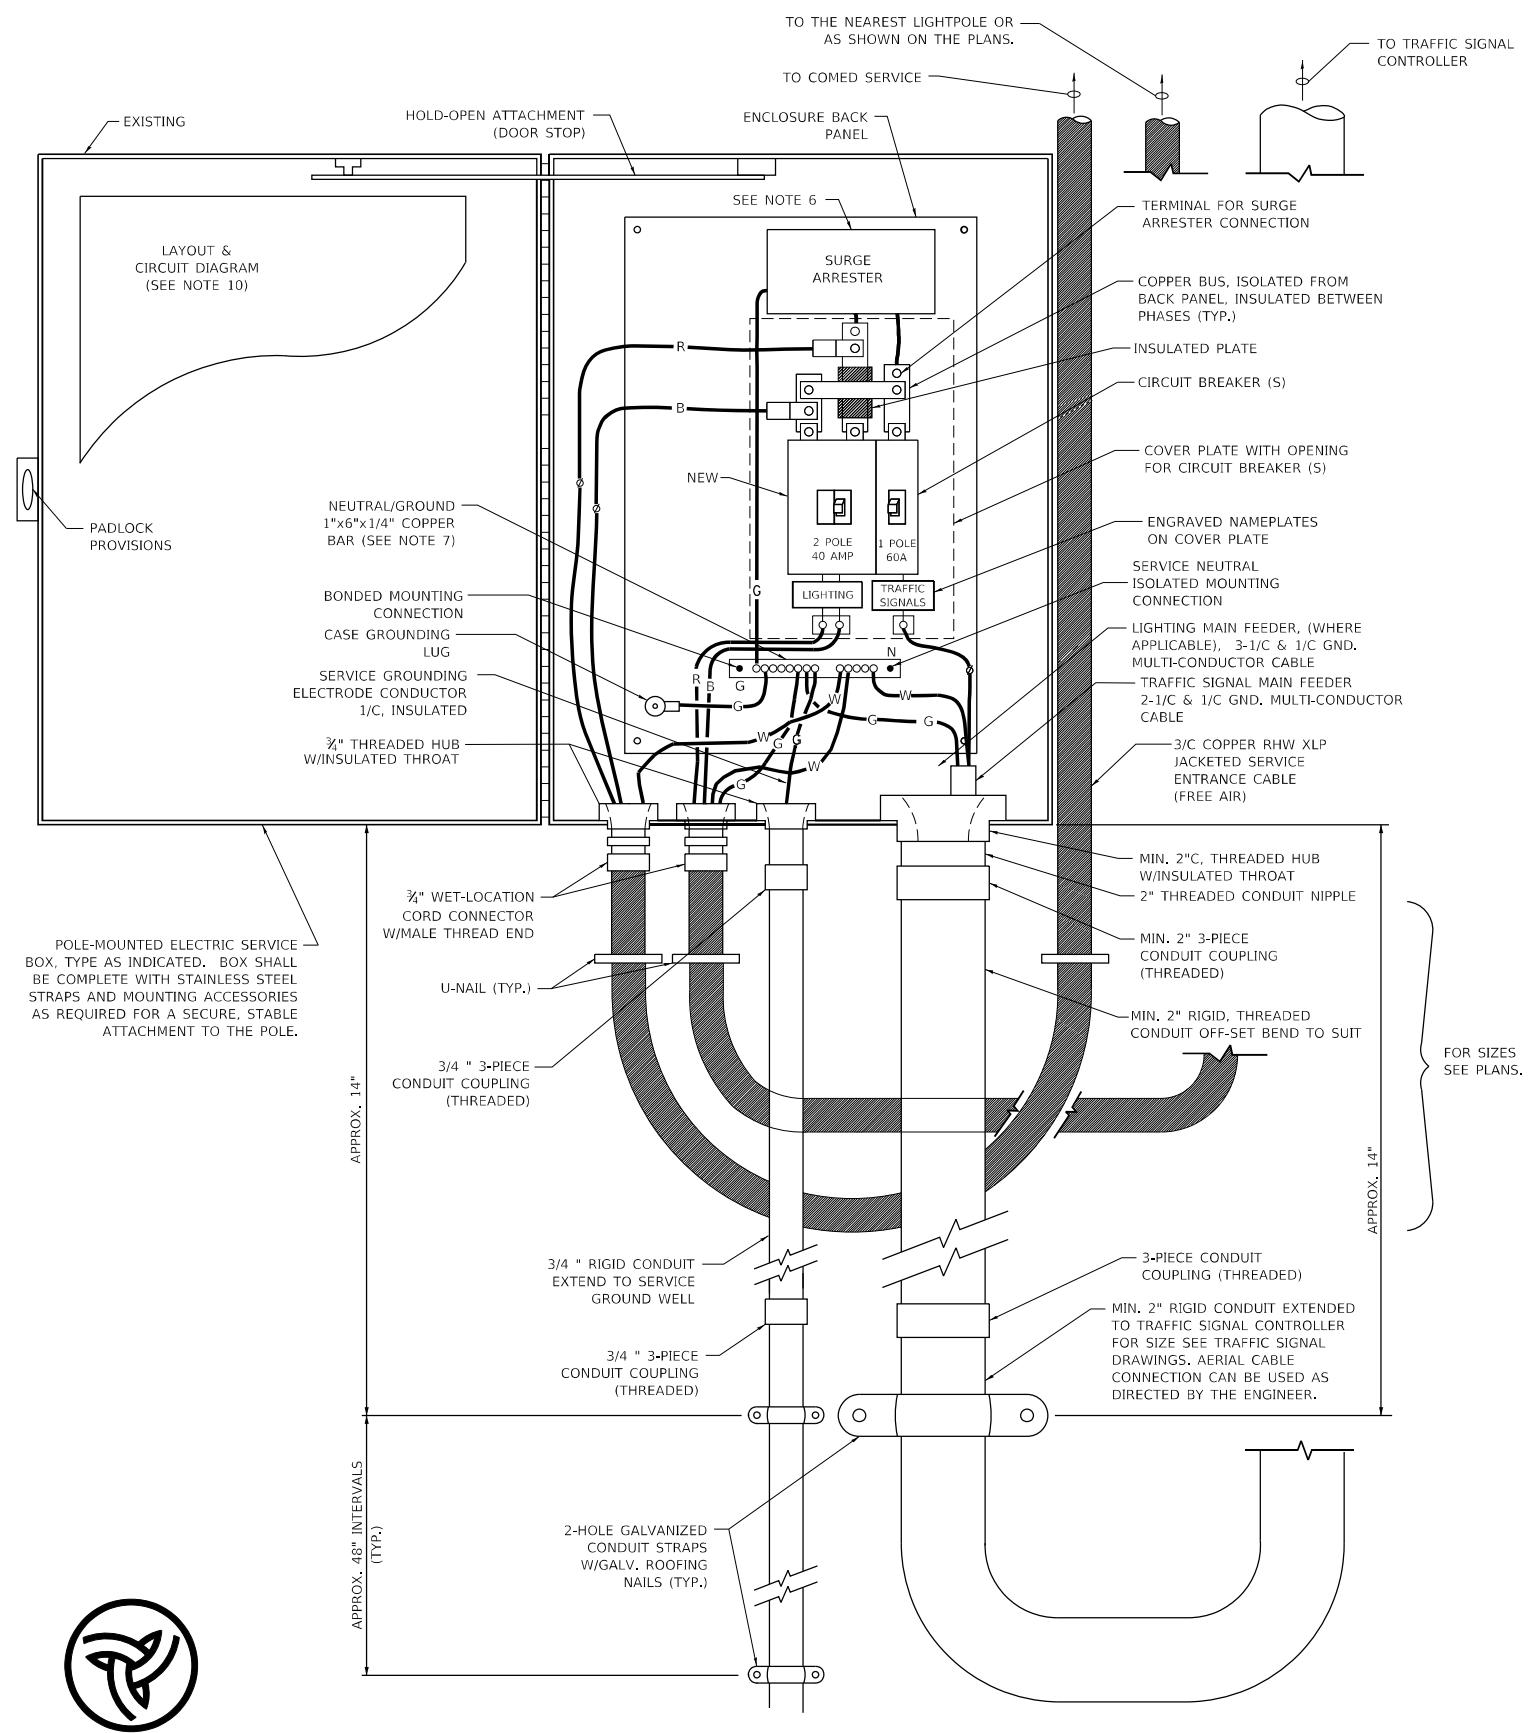 TO THE NEAREST LIGHTPOLE OR
AS SHOWN ON THE PLANS.
TO TRAFFIC SIGNAL
CONTROLLER
TO COMED SERVICE
EXISTING
HOLD-OPEN ATTACHMENT
(DOOR STOP)
ENCLOSURE BACK
PANEL
SEE NOTE 6
TERMINAL FOR SURGE
ARRESTER CONNECTION
LAYOUT &
CIRCUIT DIAGRAM
(SEE NOTE 10)
SURGE
ARRESTER
COPPER BUS, ISOLATED FROM
BACK PANEL, INSULATED BETWEEN
PHASES (TYP.)
R
INSULATED PLATE
CIRCUIT BREAKER (S)
B
COVER PLATE WITH OPENING
FOR CIRCUIT BREAKER (S)
NEW
Ø
Ø
PADLOCK
PROVISIONS
NEUTRAL/GROUND
1"x6"x1/4" COPPER
BAR (SEE NOTE 7)
2 POLE
40 AMP
1 POLE
60A
ENGRAVED NAMEPLATES
ON COVER PLATE
SERVICE NEUTRAL
ISOLATED MOUNTING
CONNECTION
BONDED MOUNTING
CONNECTION
G
LIGHTING
TRAFFIC
SIGNALS
CASE GROUNDING
LUG
LIGHTING MAIN FEEDER, (WHERE
APPLICABLE), 3-1/C & 1/C GND.
MULTI-CONDUCTOR CABLE
N
Ø
SERVICE GROUNDING
ELECTRODE CONDUCTOR
1/C, INSULATED
R
B
G
TRAFFIC SIGNAL MAIN FEEDER
2-1/C & 1/C GND. MULTI-CONDUCTOR
CABLE
G
W
W
G
G
W
G
G
W
G
3/4" THREADED HUB
W/INSULATED THROAT
3/C COPPER RHW XLP
JACKETED SERVICE
ENTRANCE CABLE
(FREE AIR)
MIN. 2"C, THREADED HUB
W/INSULATED THROAT
2" THREADED CONDUIT NIPPLE
3/4" WET-LOCATION
CORD CONNECTOR
W/MALE THREAD END
POLE-MOUNTED ELECTRIC SERVICE
BOX, TYPE AS INDICATED. BOX SHALL
BE COMPLETE WITH STAINLESS STEEL
STRAPS AND MOUNTING ACCESSORIES
AS REQUIRED FOR A SECURE, STABLE
ATTACHMENT TO THE POLE.
MIN. 2" 3-PIECE
CONDUIT COUPLING
(THREADED)
U-NAIL (TYP.)
MIN. 2" RIGID, THREADED
CONDUIT OFF-SET BEND TO SUIT
FOR SIZES
SEE PLANS.
3/4 " 3-PIECE
CONDUIT COUPLING
(THREADED)
APPROX. 14"
APPROX. 14"
3/4 " RIGID CONDUIT
EXTEND TO SERVICE
GROUND WELL
3-PIECE CONDUIT
COUPLING (THREADED)
MIN. 2" RIGID CONDUIT EXTENDED
TO TRAFFIC SIGNAL CONTROLLER
FOR SIZE SEE TRAFFIC SIGNAL
DRAWINGS. AERIAL CABLE
CONNECTION CAN BE USED AS
DIRECTED BY THE ENGINEER.
3/4 " 3-PIECE
CONDUIT COUPLING
(THREADED)
APPROX. 48" INTERVALS
(TYP.)
2-HOLE GALVANIZED
CONDUIT STRAPS
W/GALV. ROOFING
NAILS (TYP.)